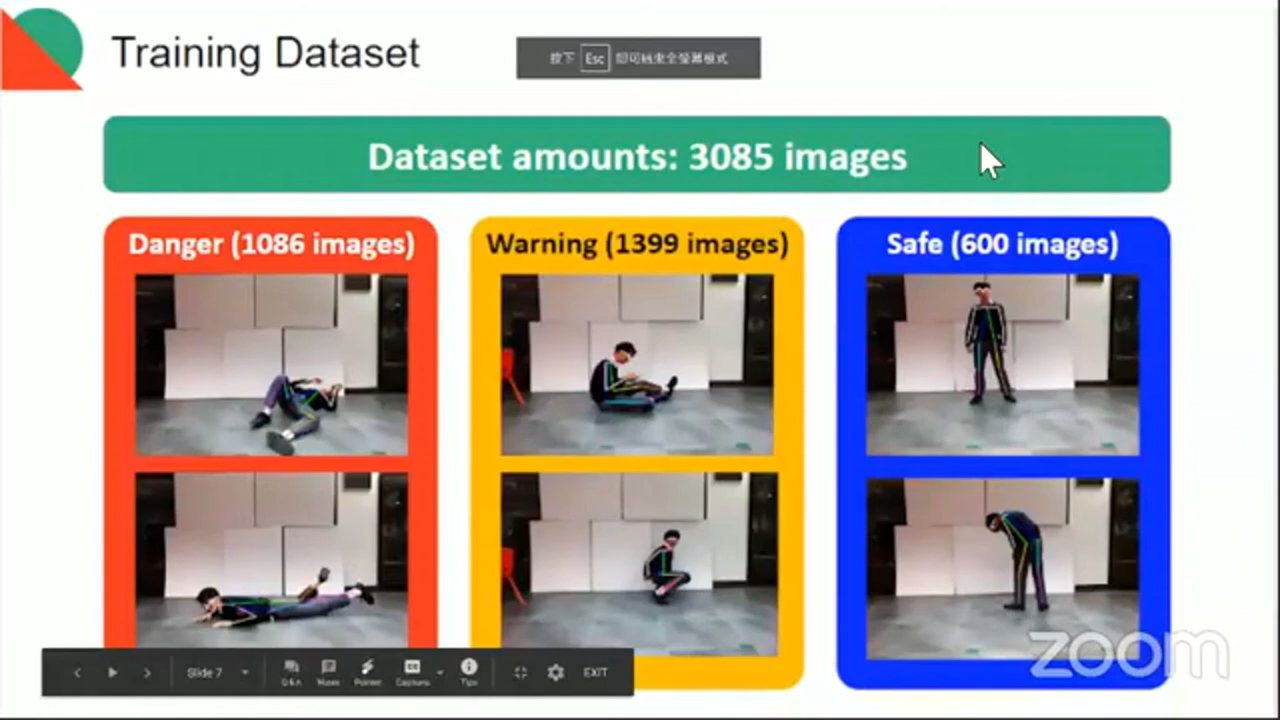 Training Dataset
按下 Esc 即可結束全螢幕模式
Dataset amounts: 3085 images
Danger (1086 images)
Warning (1399 images)
Safe (600 images)
zoom
Slide 7
Q&A
Notes
Pointer
Captions
Tips
EXIT